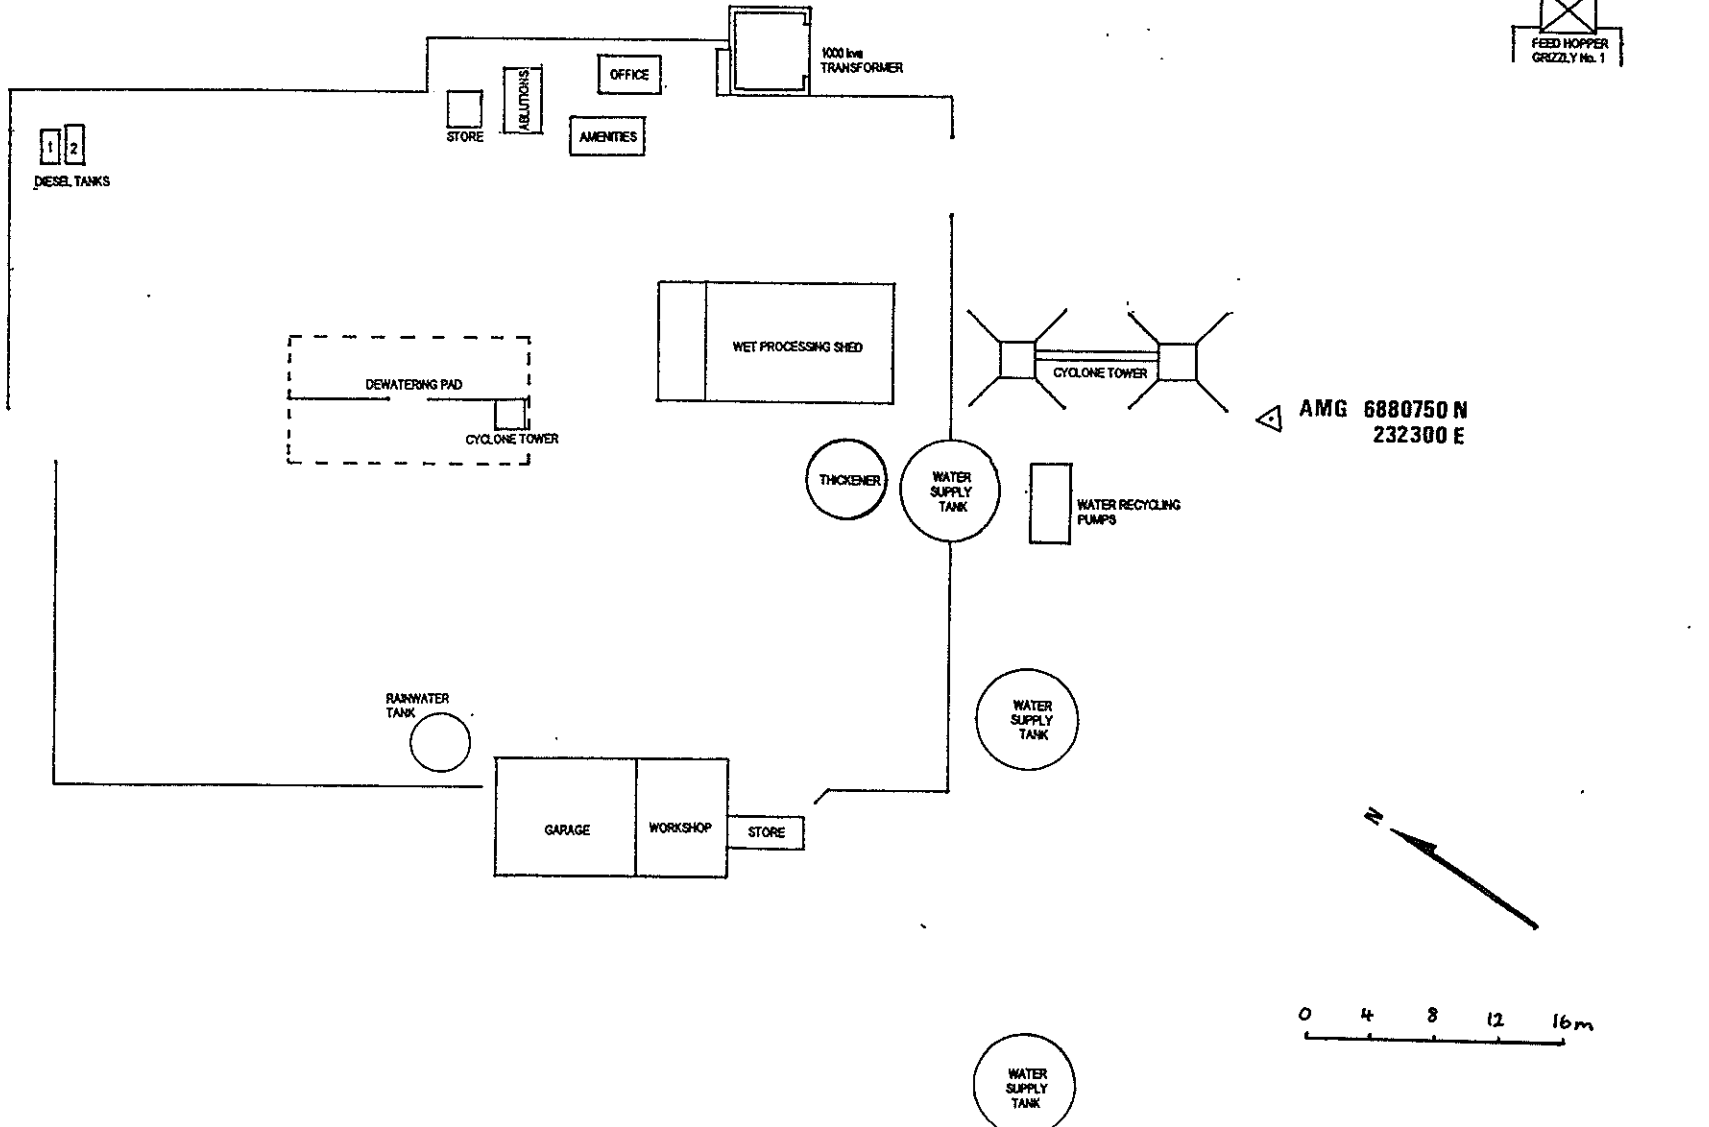 FEED HOPPER
GRIZZLY No. 1
1000 kva
TRANSFORMER
OFFICE
ABLUTIONS
STORE
AMENITIES
1 2
DIESEL TANKS
WET PROCESSING SHED
DEWATERING PAD
CYCLONE TOWER
CYCLONE TOWER
AMG 6880750 N
232300 E
THICKENER
WATER
SUPPLY
TANK
WATER RECYCLING
PUMPS
RAINWATER
TANK
WATER
SUPPLY
TANK
GARAGE
WORKSHOP
STORE
N
0 4 8 12 16m
WATER
SUPPLY
TANK